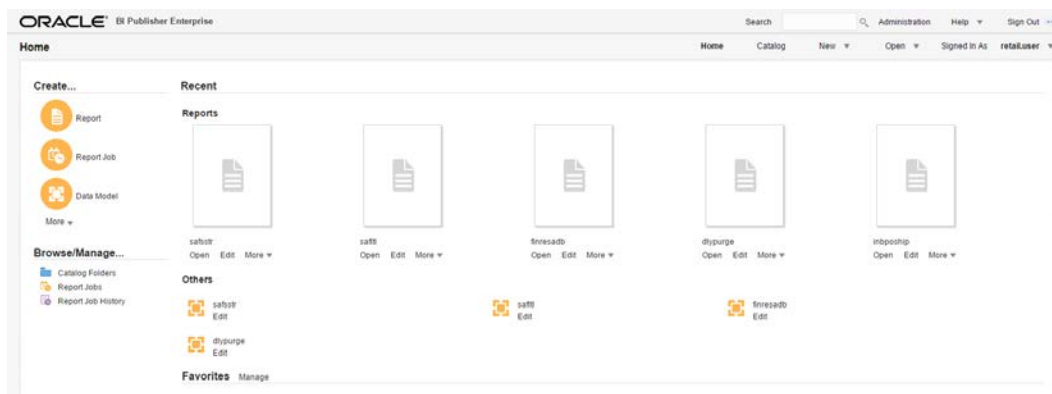 ORACLE® BI Publisher Enterprise
Search Administration Help Sign Out
Home
Home Catalog New Open Signed In As retail.user
Create...
Report
Report Job
Data Model
More
Browse/Manage...
Catalog Folders
Report Jobs
Report Job History
Recent
Reports
safsstr
Open Edit More
Open Edit More
finresadb
Open Edit More
dlypurge
Open Edit More
inbpoship
Open Edit More
Others
safsstr
Edit
Edit
finresadb
Edit
dlypurge
Edit
Favorites Manage